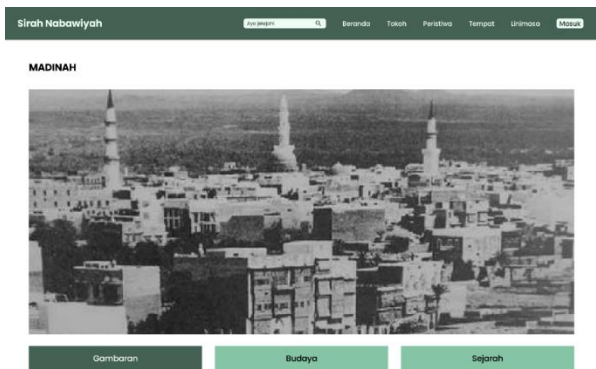 Sirah Nabawiyah
Ayo jelajahi
Beranda Tokoh Peristiwa Tempat Linimasa Masuk
MADINAH
Gambaran Budaya Sejarah